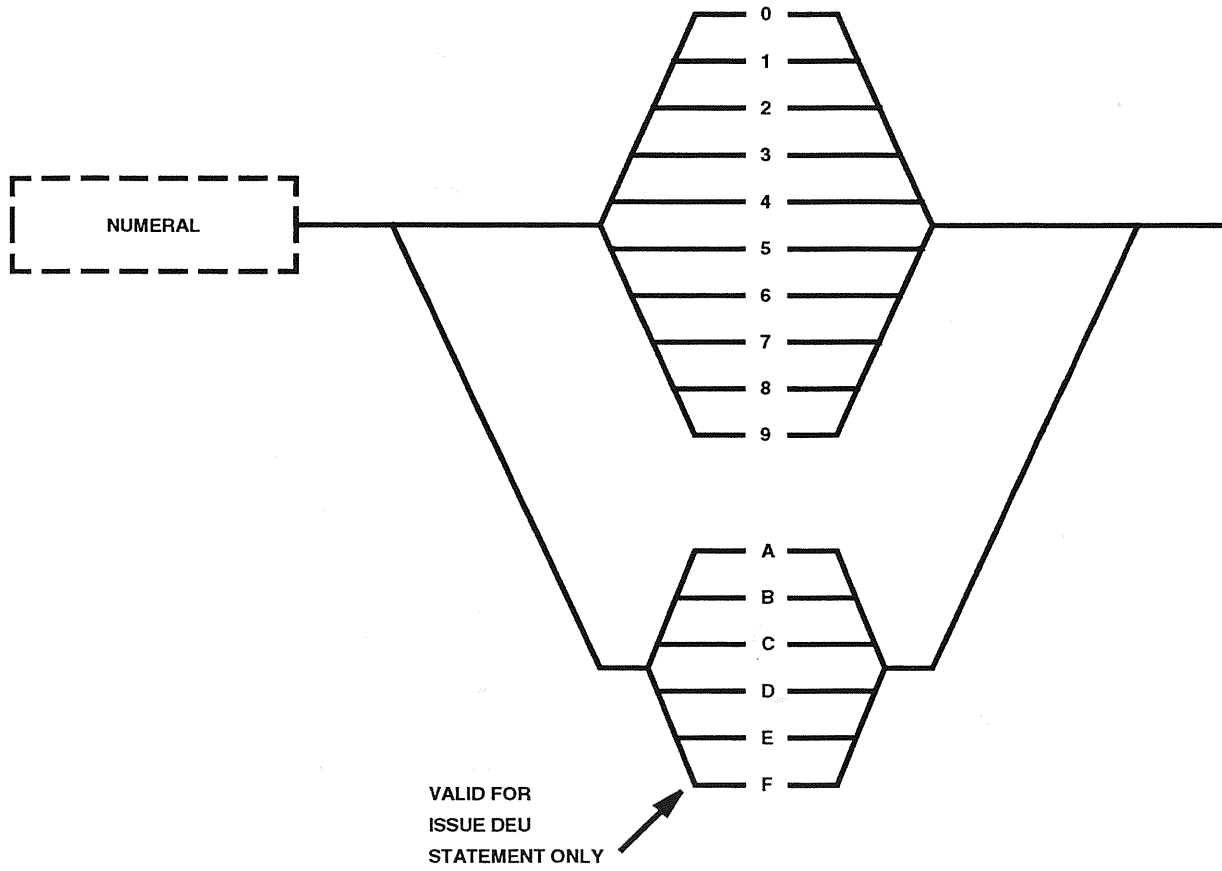 0
1
2
3
4
NUMERAL
5
6
7
8
9
A
B
C
D
E
F
VALID FOR
ISSUE DEU
STATEMENT ONLY